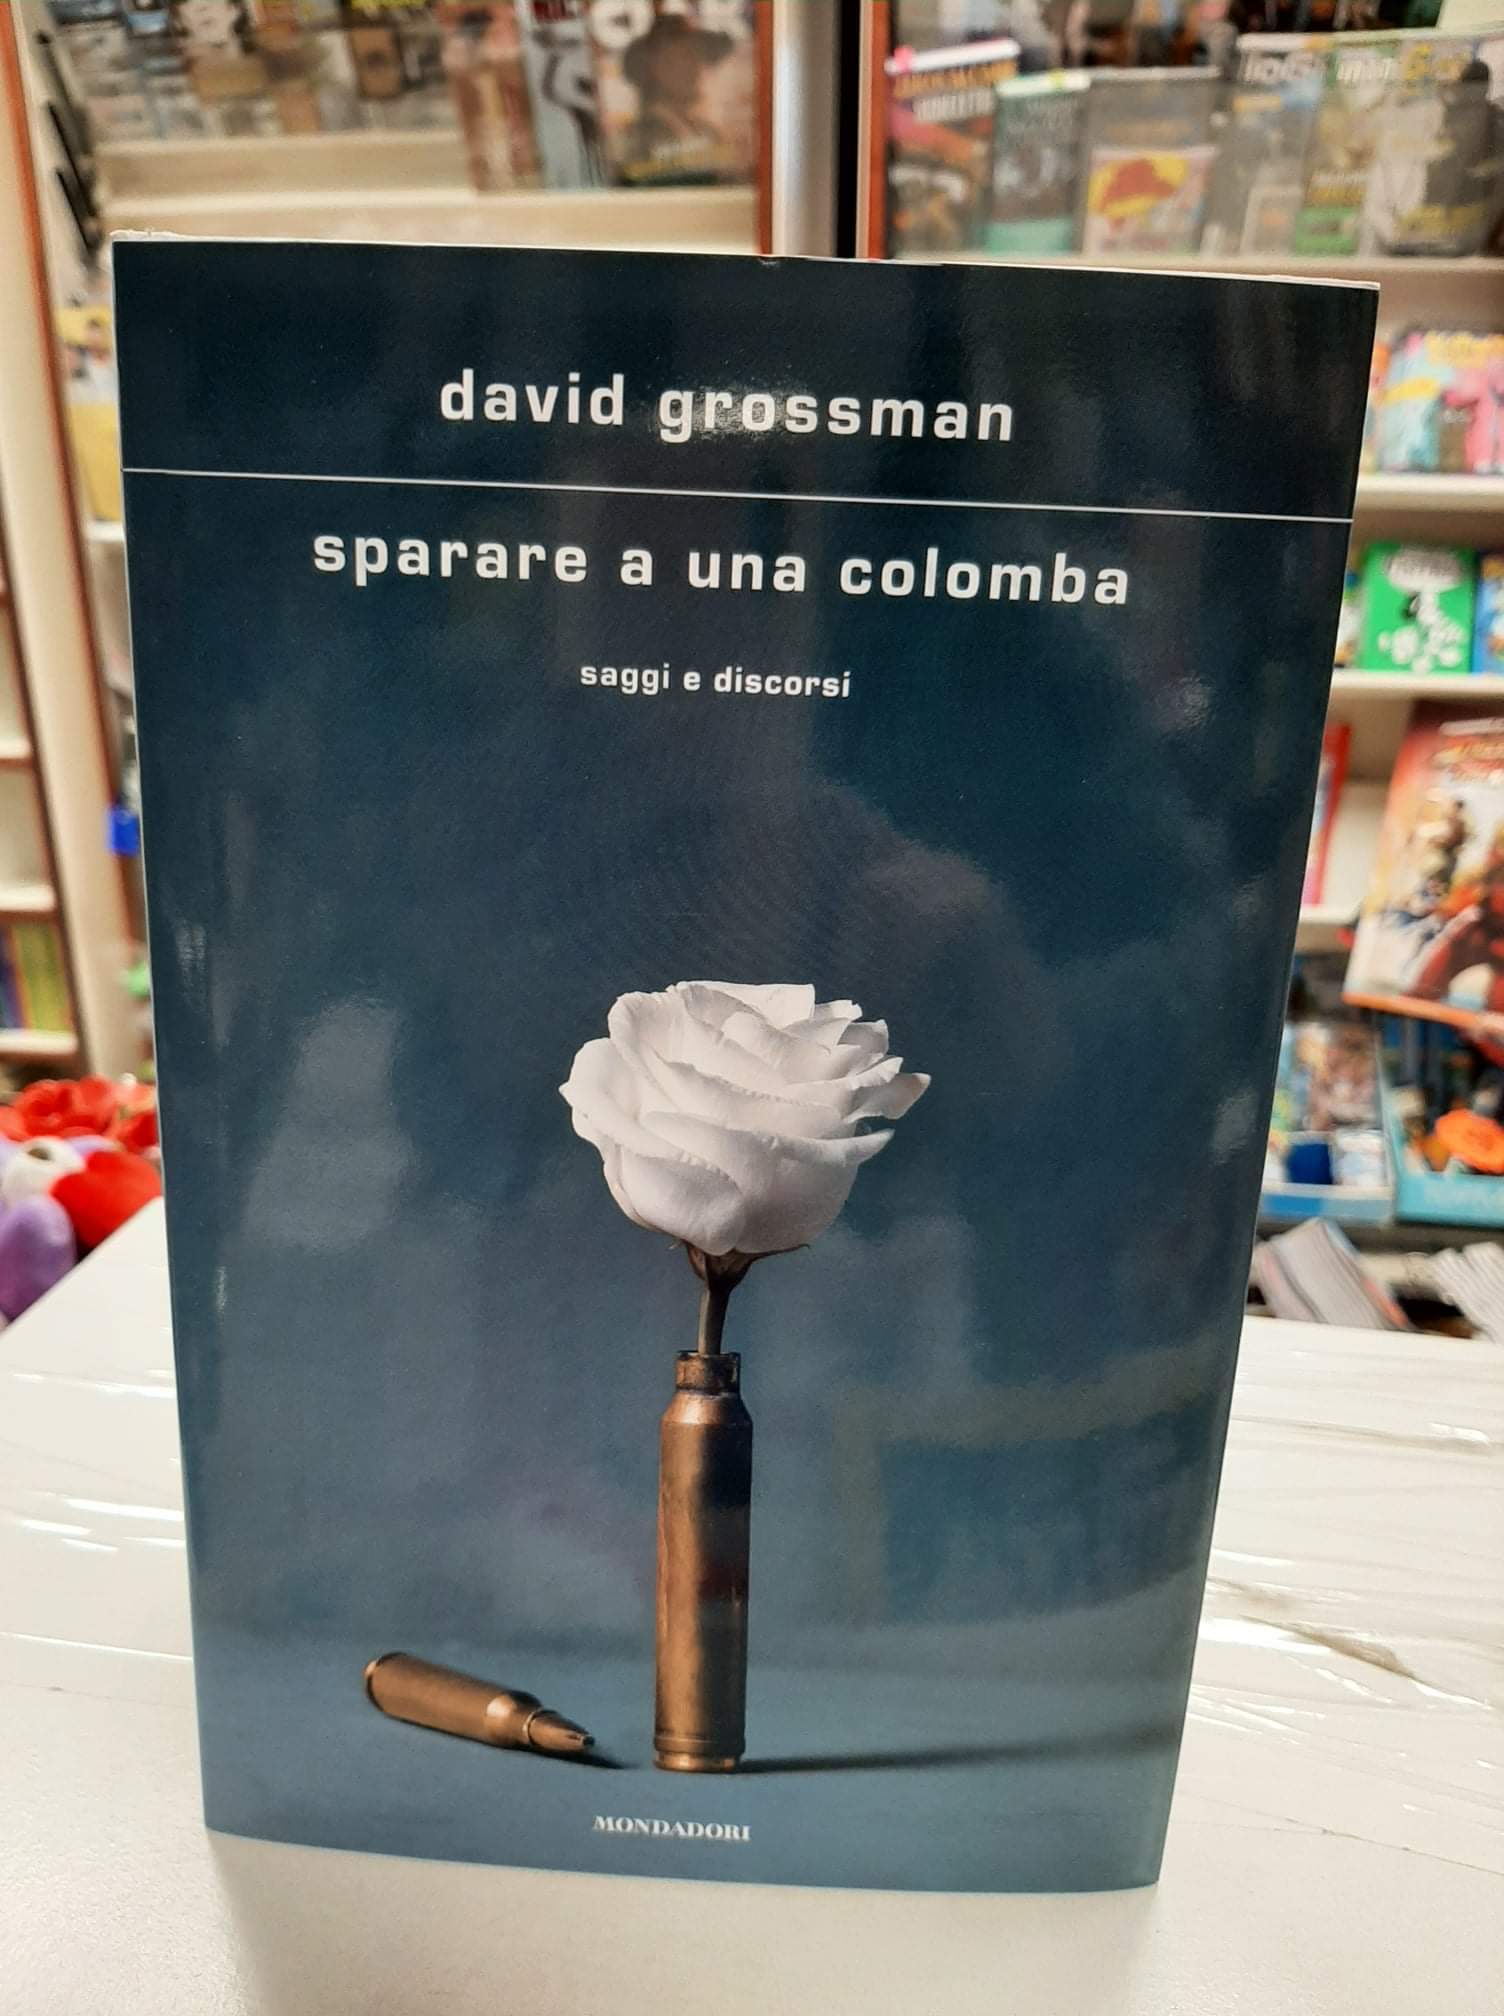 david grossman
sparare a una colomba
saggi e discorsi
MONDADORI